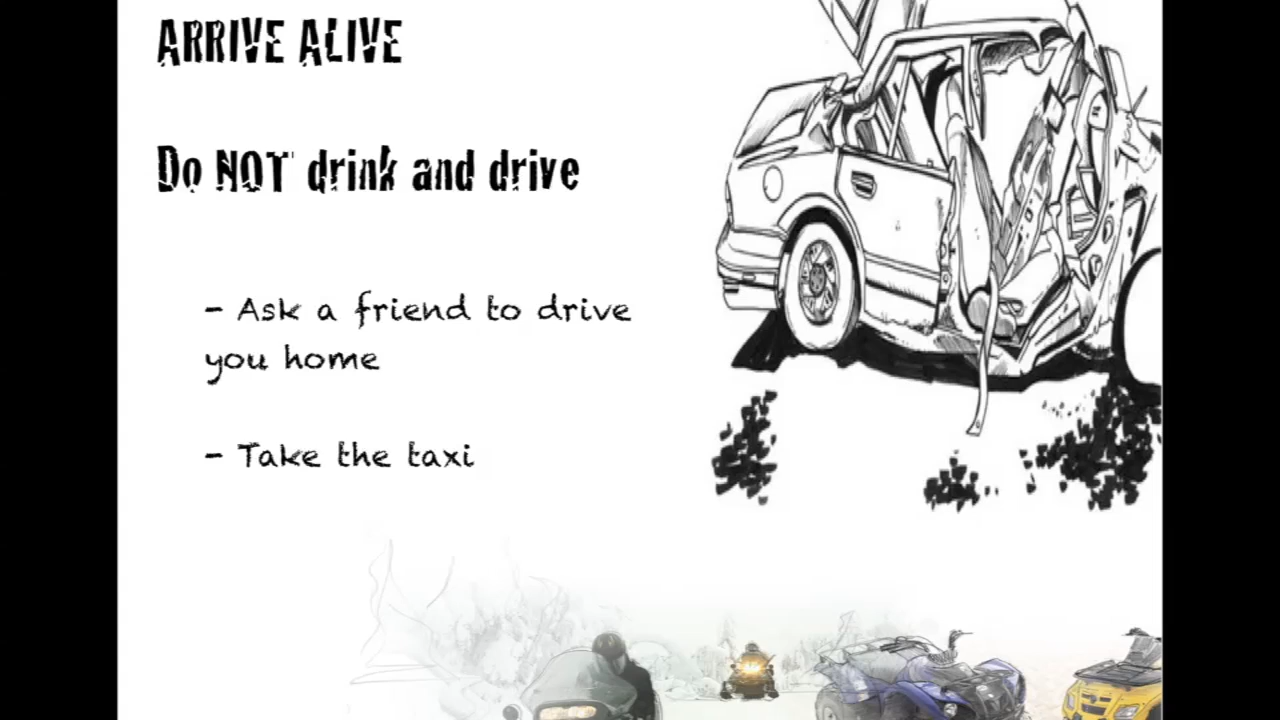 ARRIVE ALIVE
Do NOT drink and drive
- Ask a friend to drive
you home
- Take the taxi